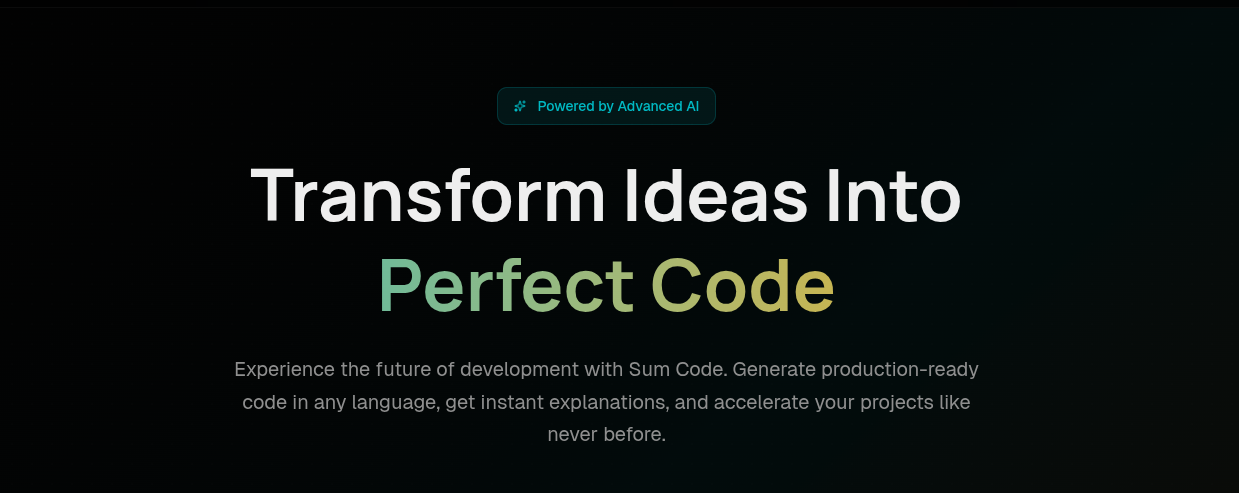 Powered by Advanced AI
Transform Ideas Into
Perfect Code
Experience the future of development with Sum Code. Generate production-ready
code in any language, get instant explanations, and accelerate your projects like
never before.